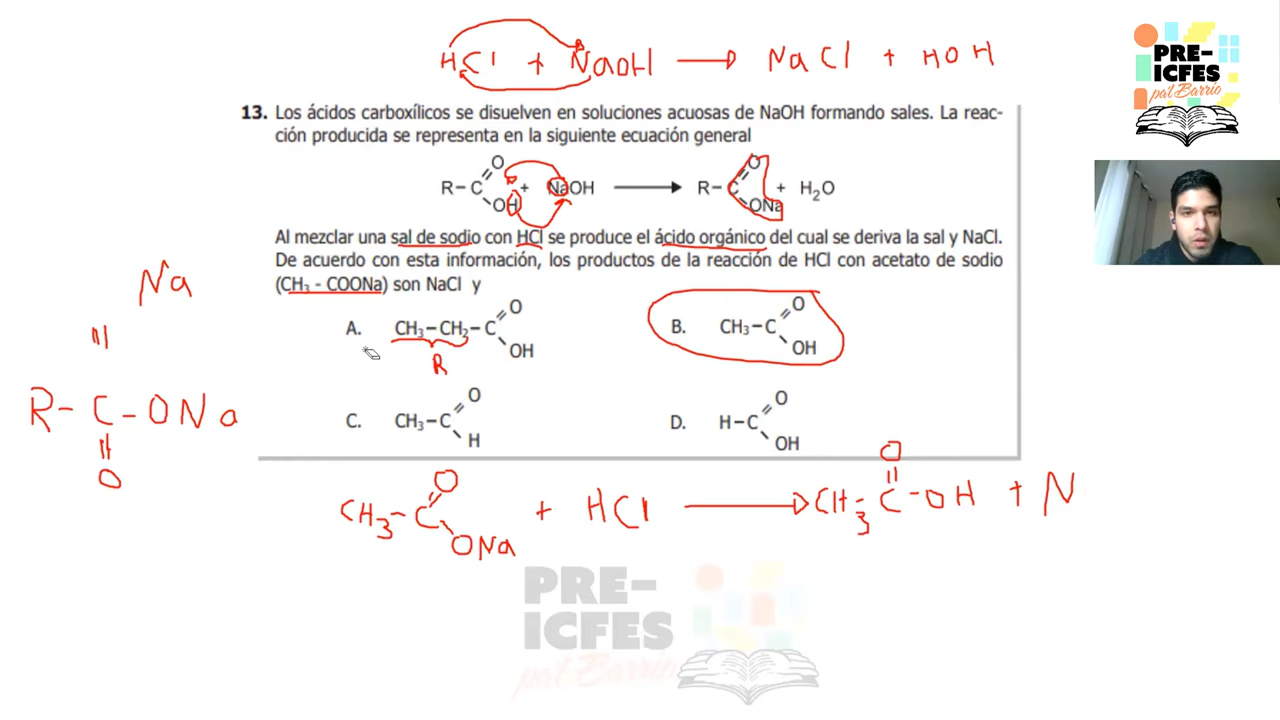 HCl + NaOH → NaCl + HOH
PRE-
ICFES
pa'l Barrio
13. Los ácidos carboxílicos se disuelven en soluciones acuosas de NaOH formando sales. La reac-
ción producida se representa en la siguiente ecuación general
O
R–C + NaOH → R–C + H₂O
OH
O
ONa
Al mezclar una sal de sodio con HCl se produce el ácido orgánico del cual se deriva la sal y NaCl.
De acuerdo con esta información, los productos de la reacción de HCl con acetato de sodio
(CH₃ - COONa) son NaCl y
A. CH₃–CH₂–C
O
OH
R
B. CH₃–C
O
OH
C. CH₃–C
O
H
D. H–C
O
OH
Na
R–C–ONa
O
CH₃–C
O
ONa
+ HCl → CH₃–C–OH + N
O
PRE-
ICFES
pa'l Barrio